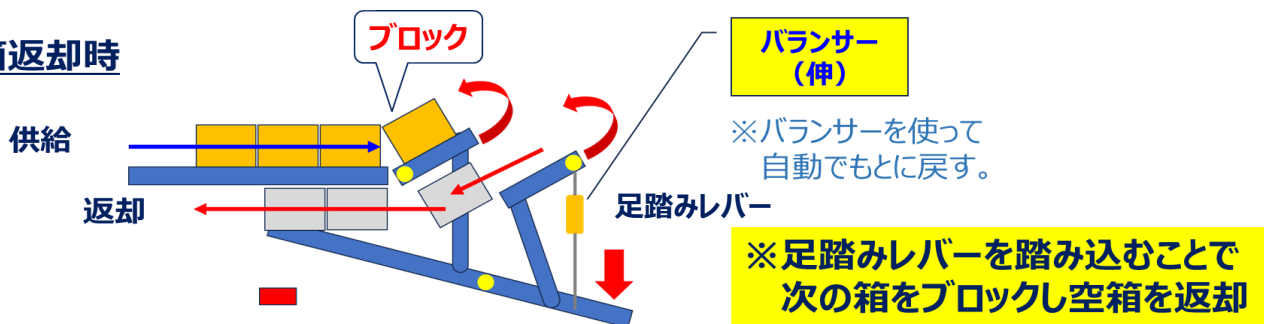 返却時
ブロック
供給
返却
バランサー
（伸）
※バランサーを使って
自動でもとに戻す。
足踏みレバー
※足踏みレバーを踏み込むことで
次の箱をブロックし空箱を返却